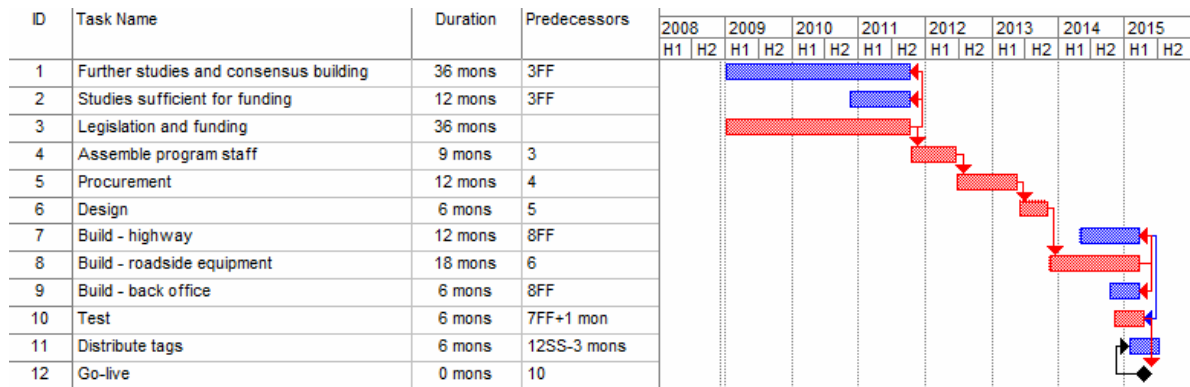 ID Task Name Duration Predecessors
2008 2009 2010 2011 2012 2013 2014 2015
H1 H2 H1 H2 H1 H2 H1 H2 H1 H2 H1 H2 H1 H2 H1 H2
1 Further studies and consensus building 36 mons 3FF
2 Studies sufficient for funding 12 mons 3FF
3 Legislation and funding 36 mons
4 Assemble program staff 9 mons 3
5 Procurement 12 mons 4
6 Design 6 mons 5
7 Build - highway 12 mons 8FF
8 Build - roadside equipment 18 mons 6
9 Build - back office 6 mons 8FF
10 Test 6 mons 7FF+1 mon
11 Distribute tags 6 mons 12SS-3 mons
12 Go-live 0 mons 10